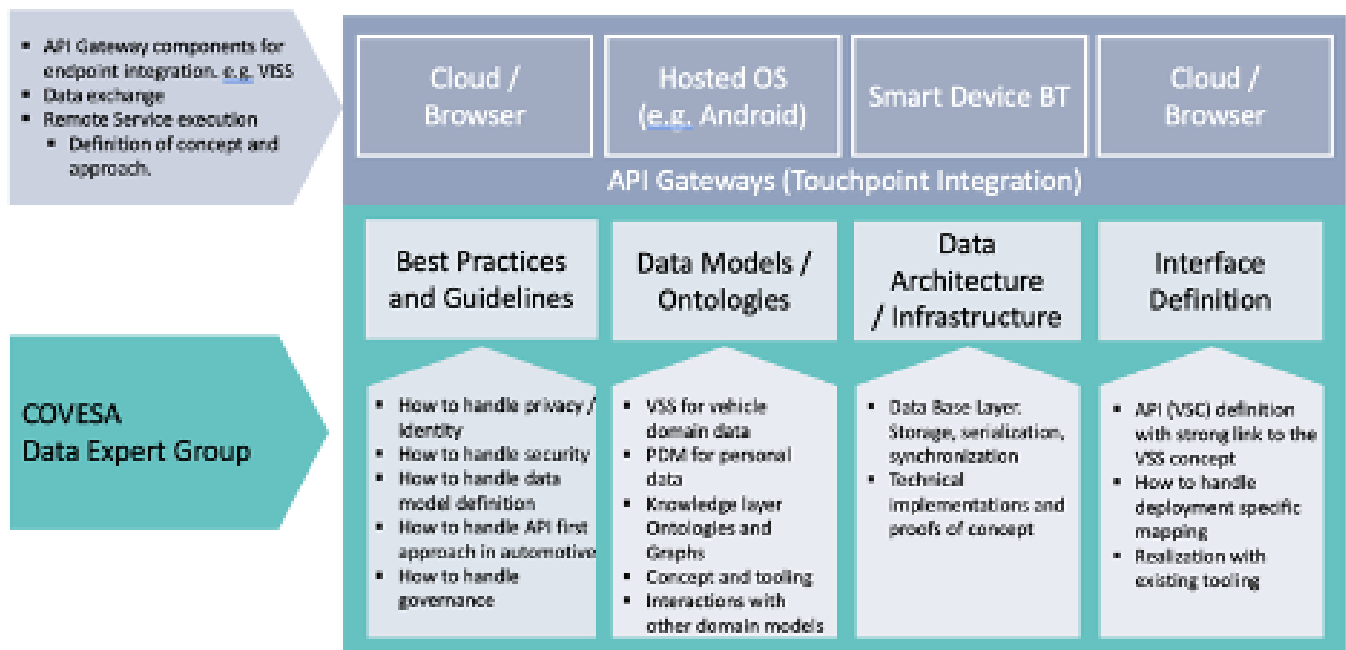 ▪ API Gateway components for
endpoint integration. e.g. VISS
▪ Data exchange
▪ Remote Service execution
▪ Definition of concept and
approach.
Cloud /
Browser
Hosted OS
(e.g. Android)
Smart Device BT
Cloud /
Browser
API Gateways (Touchpoint Integration)
COVESA
Data Expert Group
Best Practices
and Guidelines
▪ How to handle privacy /
Identity
▪ How to handle security
▪ How to handle data
model definition
▪ How to handle API first
approach in automotive
▪ How to handle
governance
Data Models /
Ontologies
▪ VSS for vehicle
domain data
▪ PDM for personal
data
▪ Knowledge layer
Ontologies and
Graphs
▪ Concept and tooling
▪ Interactions with
other domain models
Data
Architecture
/ Infrastructure
▪ Data Base Layer:
Storage, serialization,
synchronization
▪ Technical
implementations and
proofs of concept
Interface
Definition
▪ API (VSC) definition
with strong link to the
VSS concept
▪ How to handle
deployment specific
mapping
▪ Realization with
existing tooling